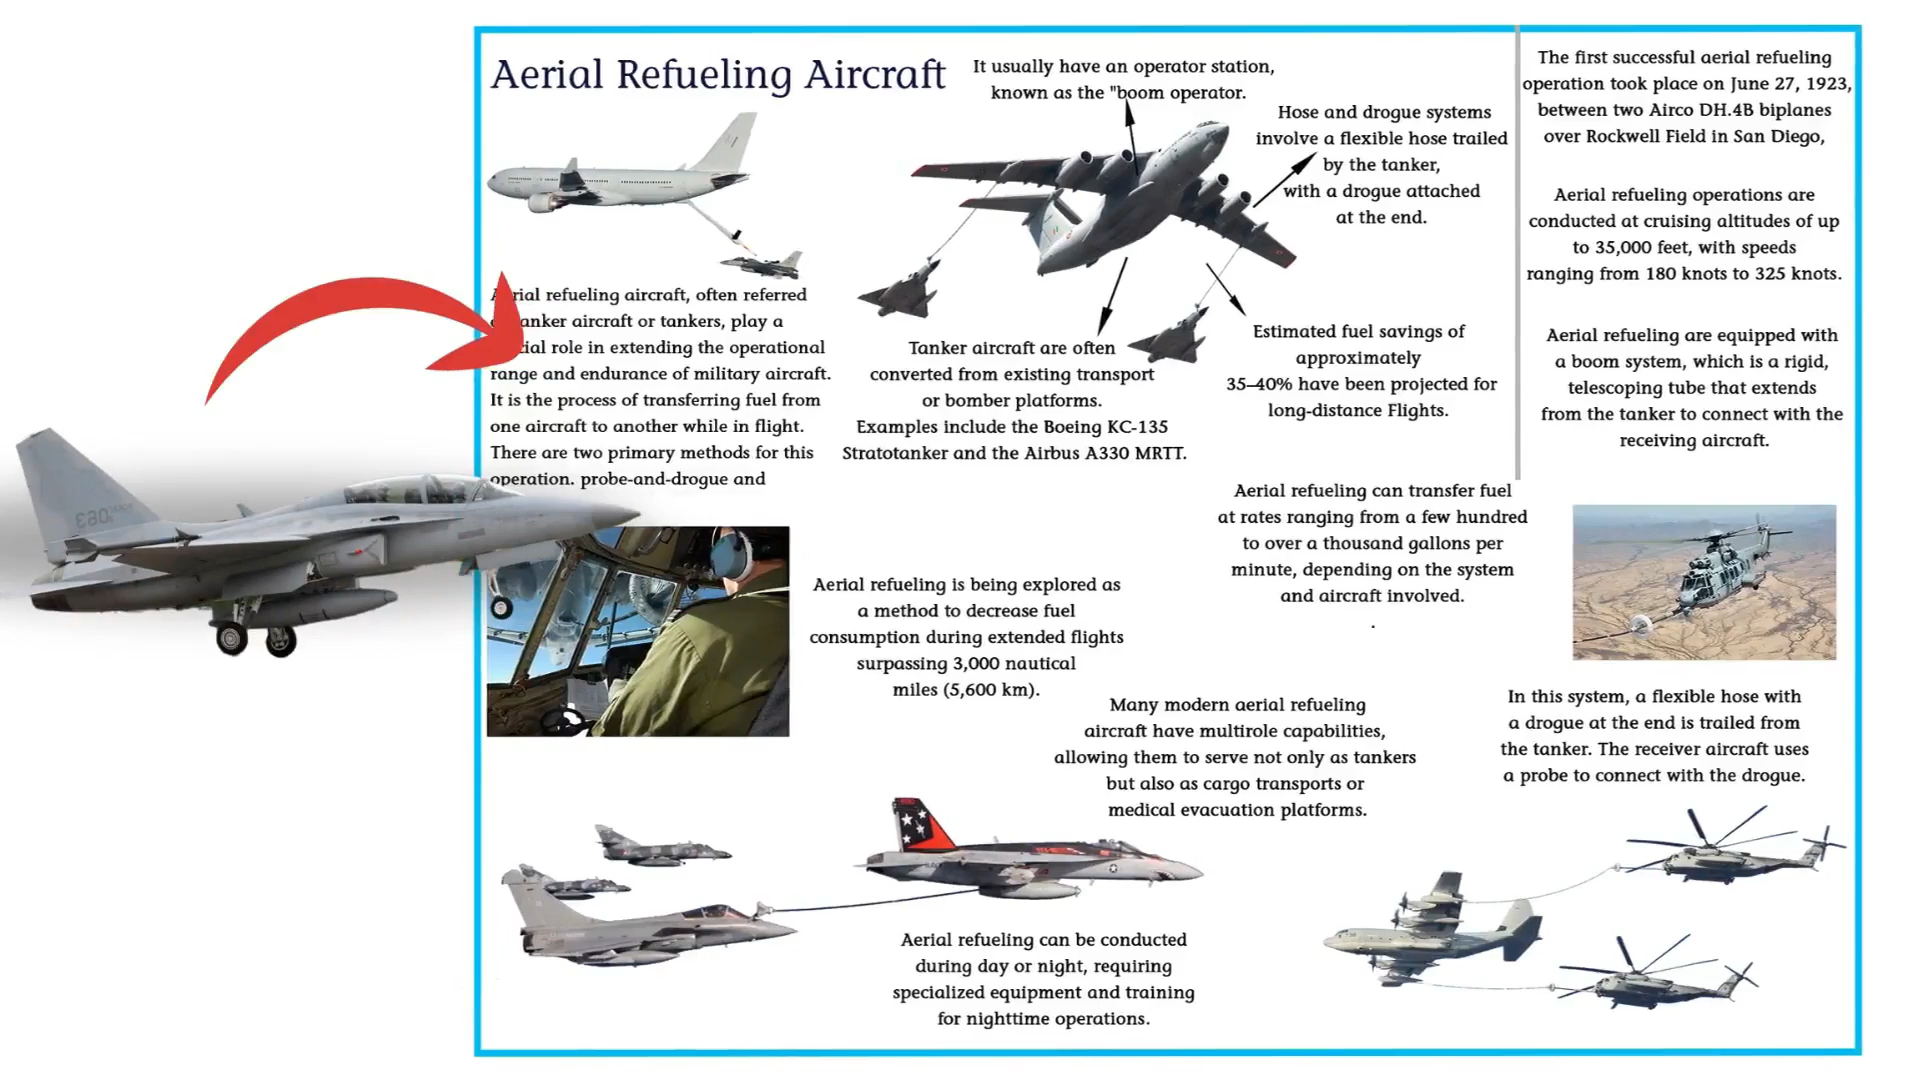 Aerial Refueling Aircraft
It usually have an operator station,
known as the "boom operator.
Hose and drogue systems
involve a flexible hose trailed
by the tanker,
with a drogue attached
at the end.
The first successful aerial refueling
operation took place on June 27, 1923,
between two Airco DH.4B biplanes
over Rockwell Field in San Diego,
Aerial refueling operations are
conducted at cruising altitudes of up
to 35,000 feet, with speeds
ranging from 180 knots to 325 knots.
Aerial refueling are equipped with
a boom system, which is a rigid,
telescoping tube that extends
from the tanker to connect with the
receiving aircraft.
refueling aircraft, often referred
tanker aircraft or tankers, play a
role in extending the operational
range and endurance of military aircraft.
It is the process of transferring fuel from
one aircraft to another while in flight.
There are two primary methods for this
operation. probe-and-drogue and
Tanker aircraft are often
converted from existing transport
or bomber platforms.
Examples include the Boeing KC-135
Stratotanker and the Airbus A330 MRTT.
Estimated fuel savings of
approximately
35–40% have been projected for
long-distance Flights.
Aerial refueling can transfer fuel
at rates ranging from a few hundred
to over a thousand gallons per
minute, depending on the system
and aircraft involved.
.
Aerial refueling is being explored as
a method to decrease fuel
consumption during extended flights
surpassing 3,000 nautical
miles (5,600 km).
Many modern aerial refueling
aircraft have multirole capabilities,
allowing them to serve not only as tankers
but also as cargo transports or
medical evacuation platforms.
In this system, a flexible hose with
a drogue at the end is trailed from
the tanker. The receiver aircraft uses
a probe to connect with the drogue.
Aerial refueling can be conducted
during day or night, requiring
specialized equipment and training
for nighttime operations.